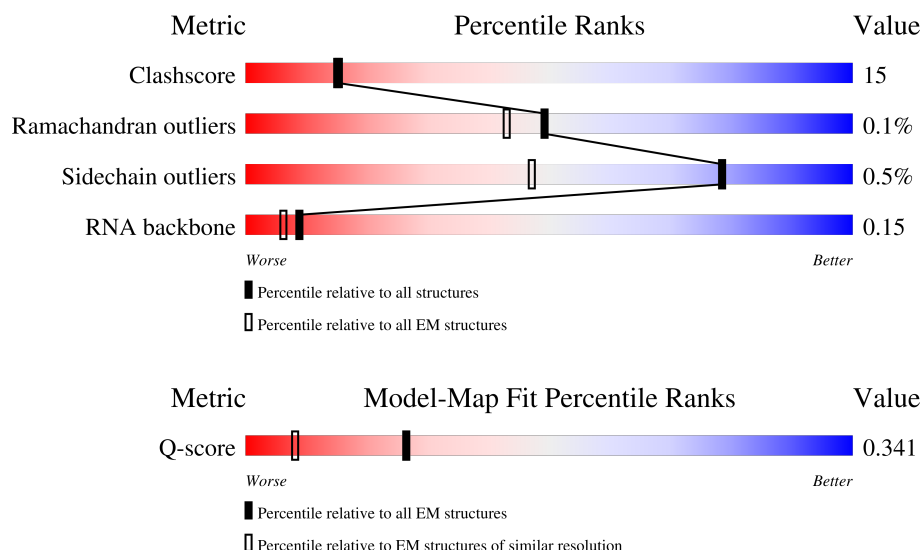 Metric Percentile Ranks Value
Clashscore 15
Ramachandran outliers 0.1%
Sidechain outliers 0.5%
RNA backbone 0.15
Worse Better
Percentile relative to all structures
Percentile relative to all EM structures
Metric Model-Map Fit Percentile Ranks Value
Q-score 0.341
Worse Better
Percentile relative to all EM structures
Percentile relative to EM structures of similar resolution